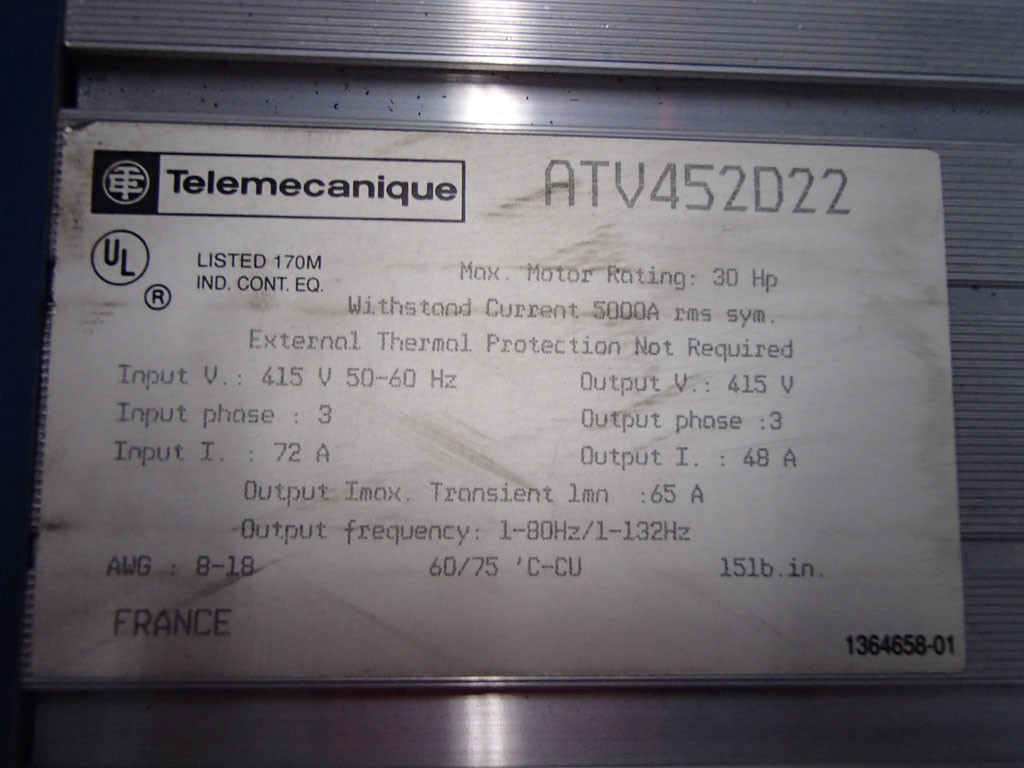 Telemecanique ATV452D22
UL
®
LISTED 170M
IND. CONT. EQ.
Max. Motor Rating: 30 Hp
Withstand Current 5000A rms sym.
External Thermal Protection Not Required
Input V.: 415 V 50-60 Hz Output V.: 415 V
Input phase : 3 Output phase :3
Input I. : 72 A Output I. : 48 A
Output Imax. Transient 1mn :65 A
Output frequency: 1-80Hz/1-132Hz
AWG : 8-18 60/75 'C-CU 15lb.in.
FRANCE
1364658-01